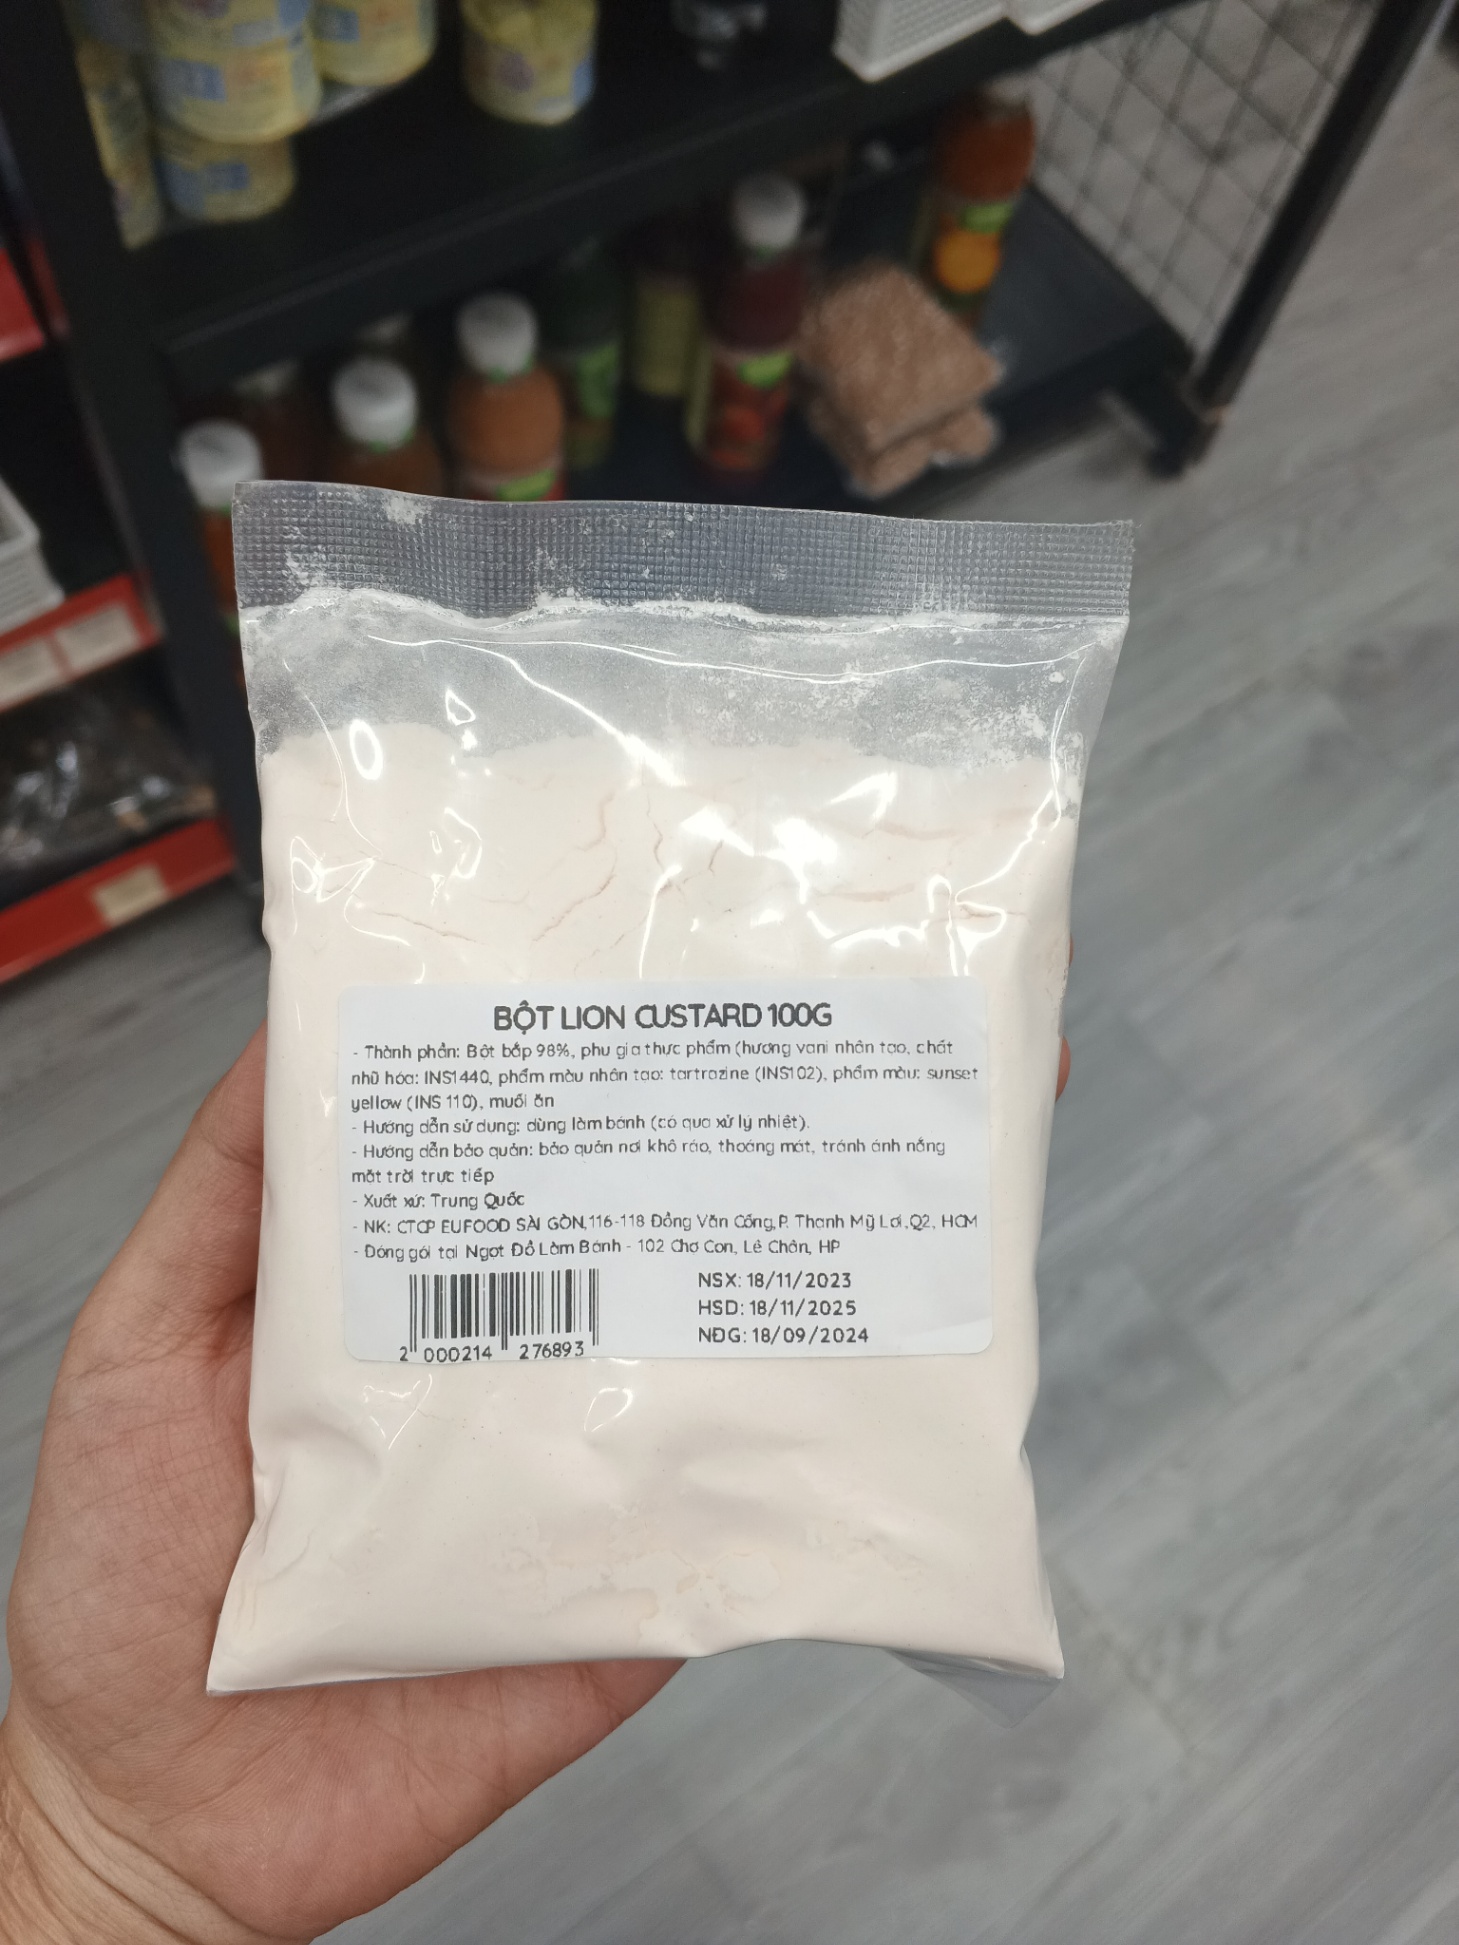 BỘT LION CUSTARD 100G
- Thành phần: Bột bắp 98%, phụ gia thực phẩm (hương vani nhân tạo, chất
nhũ hóa: INS1440, phẩm màu nhân tạo: tartrazine (INS102), phẩm màu: sunset
yellow (INS 110), muối ăn
- Hướng dẫn sử dụng: dùng làm bánh (có qua xử lý nhiệt).
- Hướng dẫn bảo quản: bảo quản nơi khô ráo, thoáng mát, tránh ánh nắng
mặt trời trực tiếp
- Xuất xứ: Trung Quốc
- NK: CTCP EUFOOD SÀI GÒN, 116-118 Đồng Văn Cống, P. Thạnh Mỹ Lợi, Q2, HCM
- Đóng gói tại Ngọt Đồ Làm Bánh - 102 Chợ Con, Lê Chân, HP
NSX: 18/11/2023
HSD: 18/11/2025
NĐG: 18/09/2024
2 000214 276893